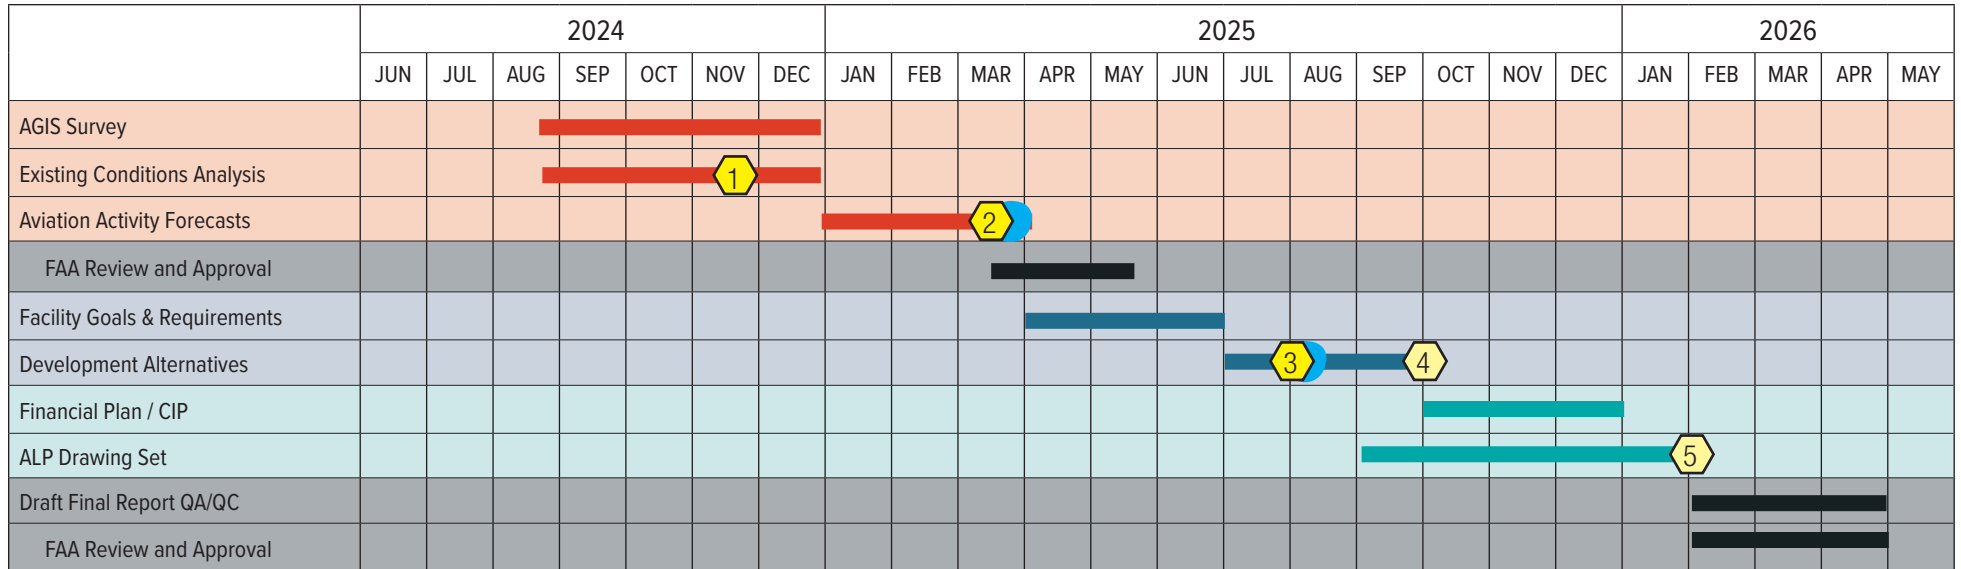 2024 2025 2026
JUN JUL AUG SEP OCT NOV DEC JAN FEB MAR APR MAY JUN JUL AUG SEP OCT NOV DEC JAN FEB MAR APR MAY
AGIS Survey
Existing Conditions Analysis 1
Aviation Activity Forecasts 2
FAA Review and Approval
Facility Goals & Requirements
Development Alternatives 3 4
Financial Plan / CIP
ALP Drawing Set 5
Draft Final Report QA/QC
FAA Review and Approval